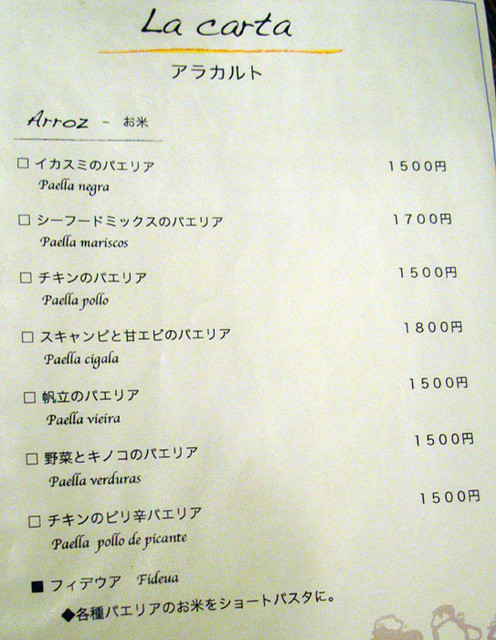 La carta
アラカルト
Arroz - お米
□ イカスミのパエリア 1500円
Paella negra
□ シーフードミックスのパエリア 1700円
Paella mariscos
□ チキンのパエリア 1500円
Paella pollo
□ スキャンピと甘エビのパエリア 1800円
Paella cigala
□ 帆立のパエリア 1500円
Paella vieira
□ 野菜とキノコのパエリア 1500円
Paella verduras
□ チキンのピリ辛パエリア 1500円
Paella pollo de picante
■ フィデウア Fideua
◆各種パエリアのお米をショートパスタに。